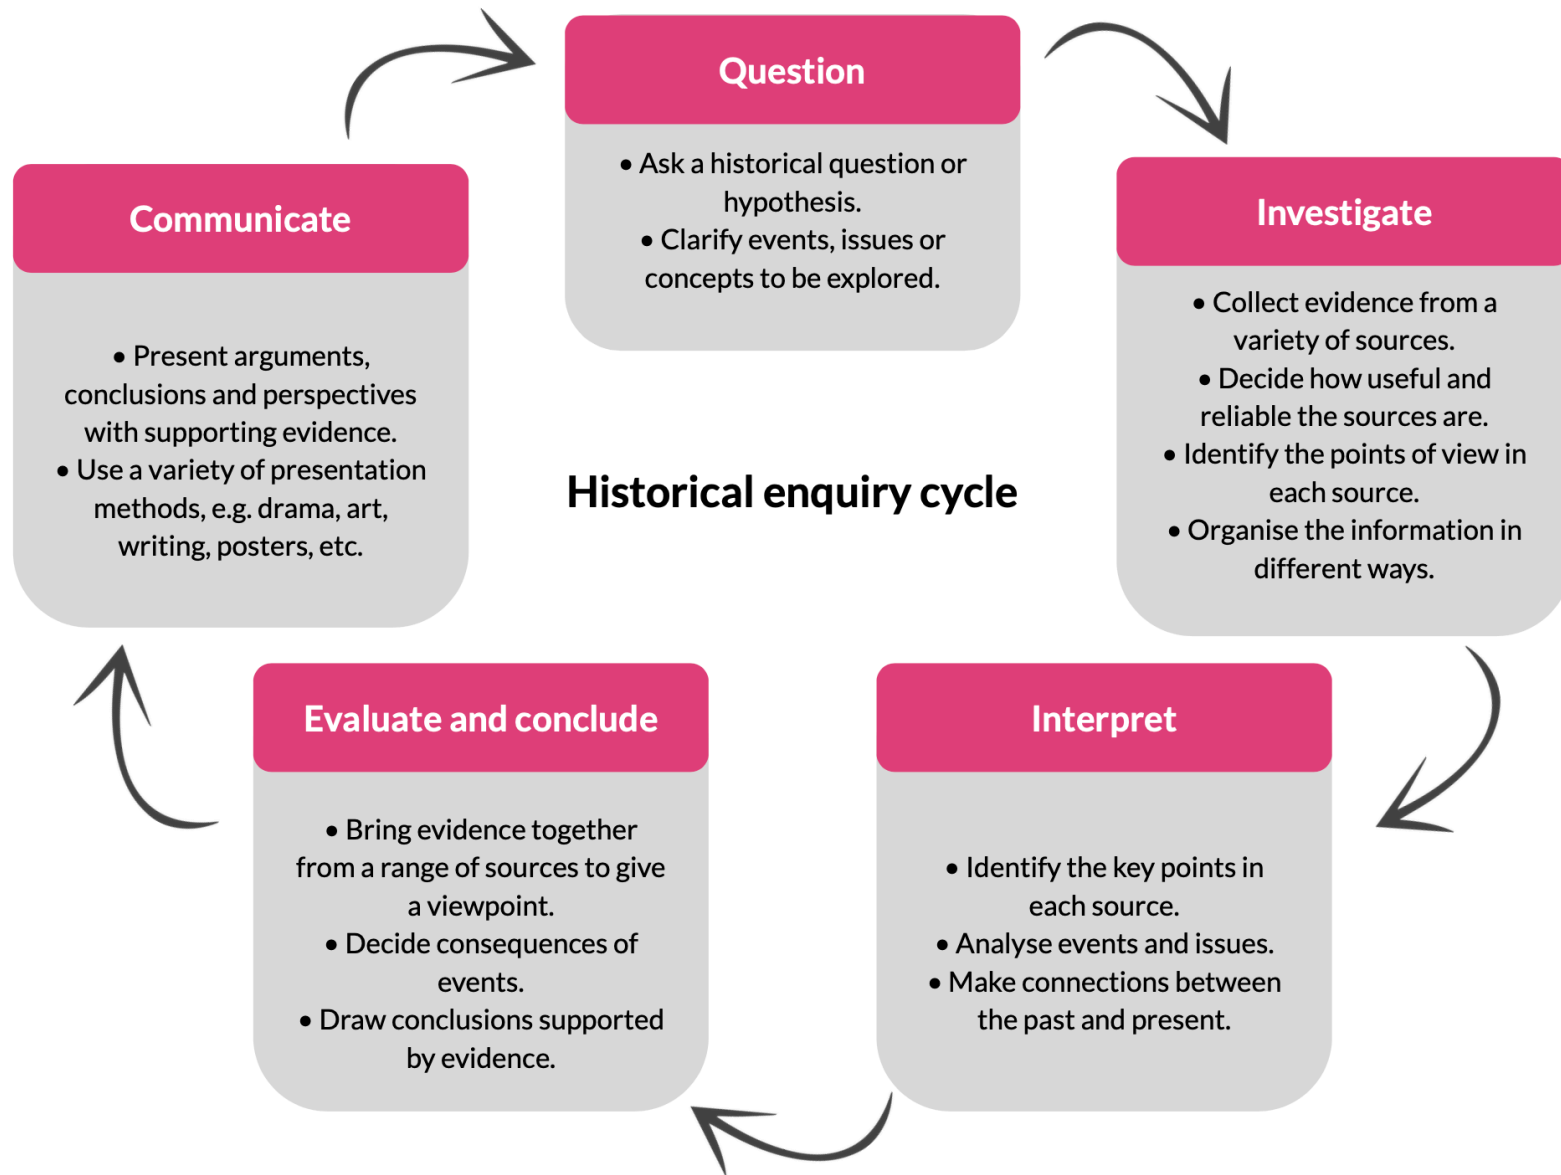 Question
• Ask a historical question or
hypothesis.
• Clarify events, issues or
concepts to be explored.
Investigate
• Collect evidence from a
variety of sources.
• Decide how useful and
reliable the sources are.
• Identify the points of view in
each source.
• Organise the information in
different ways.
Interpret
• Identify the key points in
each source.
• Analyse events and issues.
• Make connections between
the past and present.
Evaluate and conclude
• Bring evidence together
from a range of sources to give
a viewpoint.
• Decide consequences of
events.
• Draw conclusions supported
by evidence.
Communicate
• Present arguments,
conclusions and perspectives
with supporting evidence.
• Use a variety of presentation
methods, e.g. drama, art,
writing, posters, etc.
Historical enquiry cycle